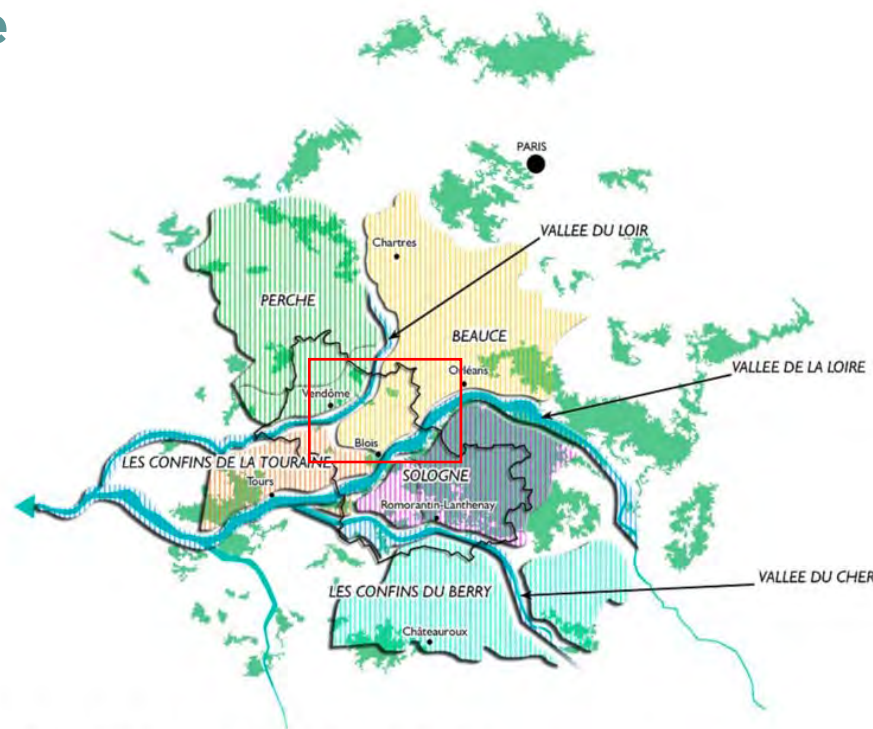 e
PARIS
VALLEE DU LOIR
Chartres
PERCHE
BEAUCE
Orléans
VALLEE DE LA LOIRE
Vendôme
Blois
LES CONFINS DE LA TOURAINE
SOLOGNE
Tours
Romorantin-Lanthenay
VALLEE DU CHER
LES CONFINS DU BERRY
Châteauroux